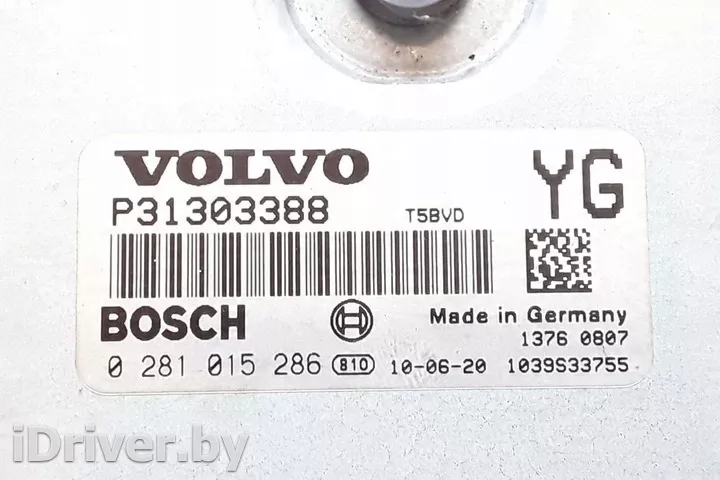 VOLVO
YG
P31303388
T5BVD
BOSCH
Made in Germany
1376 0807
0 281 015 286 810 10-06-20 1039S33755
iDriver.by